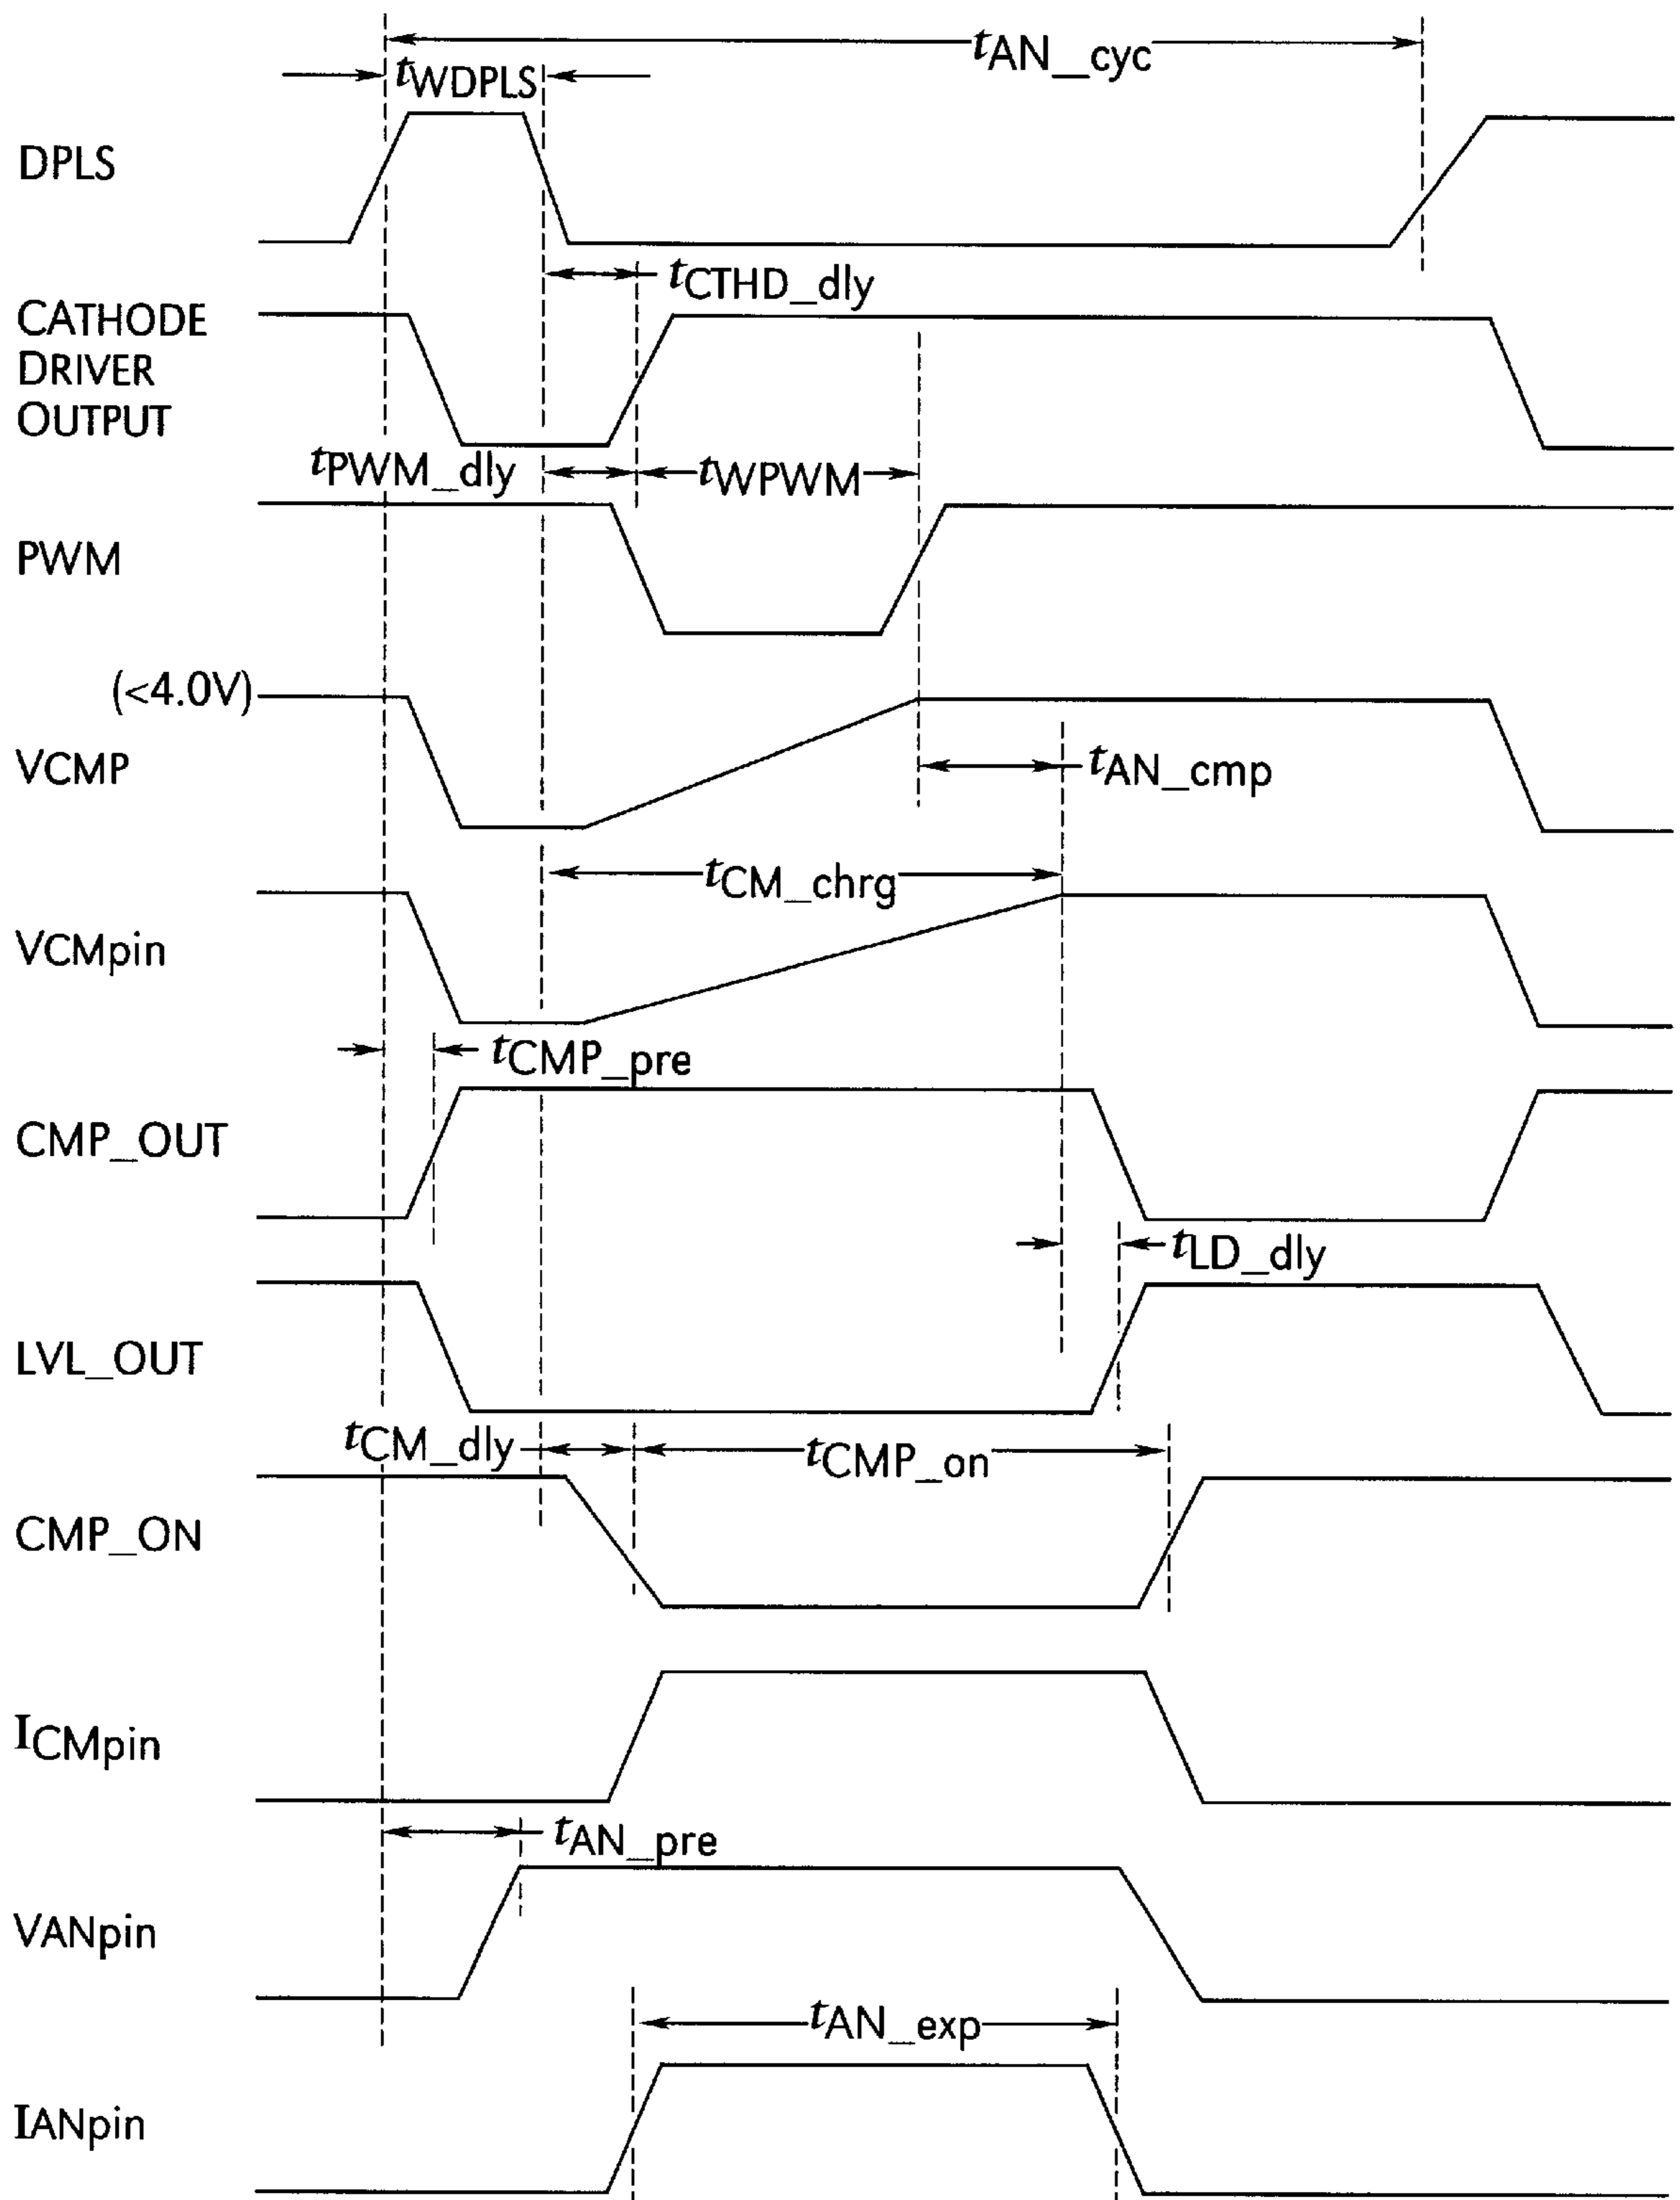 tAN_cyc
tWDPLS
DPLS
tCTHD_dly
CATHODE
DRIVER
OUTPUT
tPWM_dly
tWPWM
PWM
(<4.0V)
VCMP
tAN_cmp
tCM_chrg
VCMpin
tCMP_pre
CMP_OUT
tLD_dly
LVL_OUT
tCM_dly
tCMP_on
CMP_ON
ICMpin
tAN_pre
VANpin
tAN_exp
IANpin